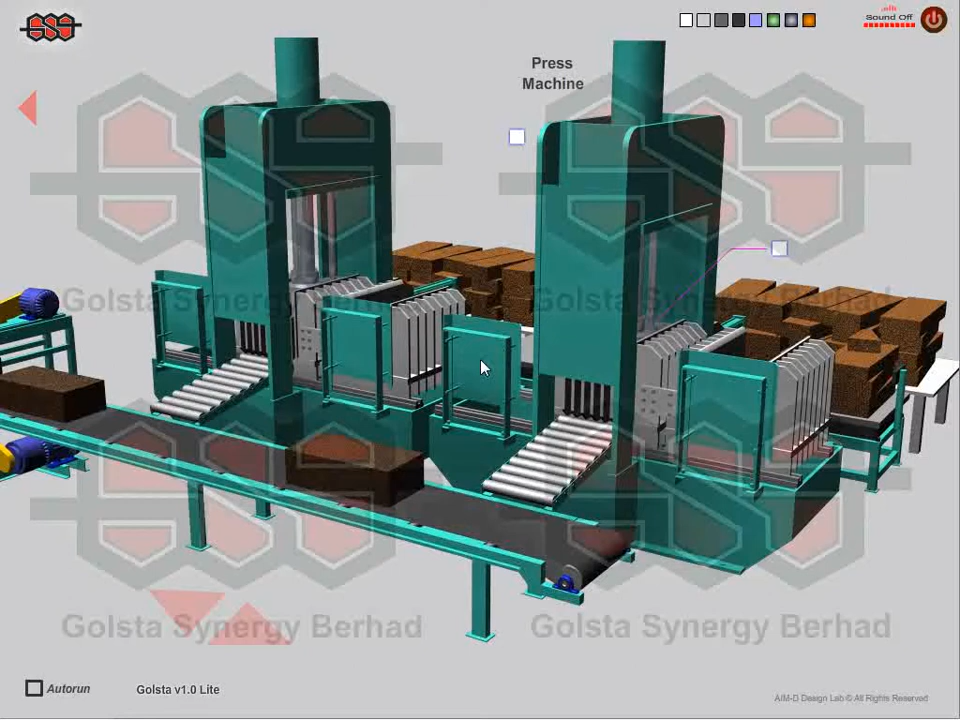 GSJ
Sound Off
Press
Machine
Golsta Synergy Berhad
Golsta Synergy Berhad
Golsta Synergy Berhad
Golsta Synergy Berhad
Autorun
Golsta v1.0 Lite
AIM-D Design Lab © All Rights Reserved